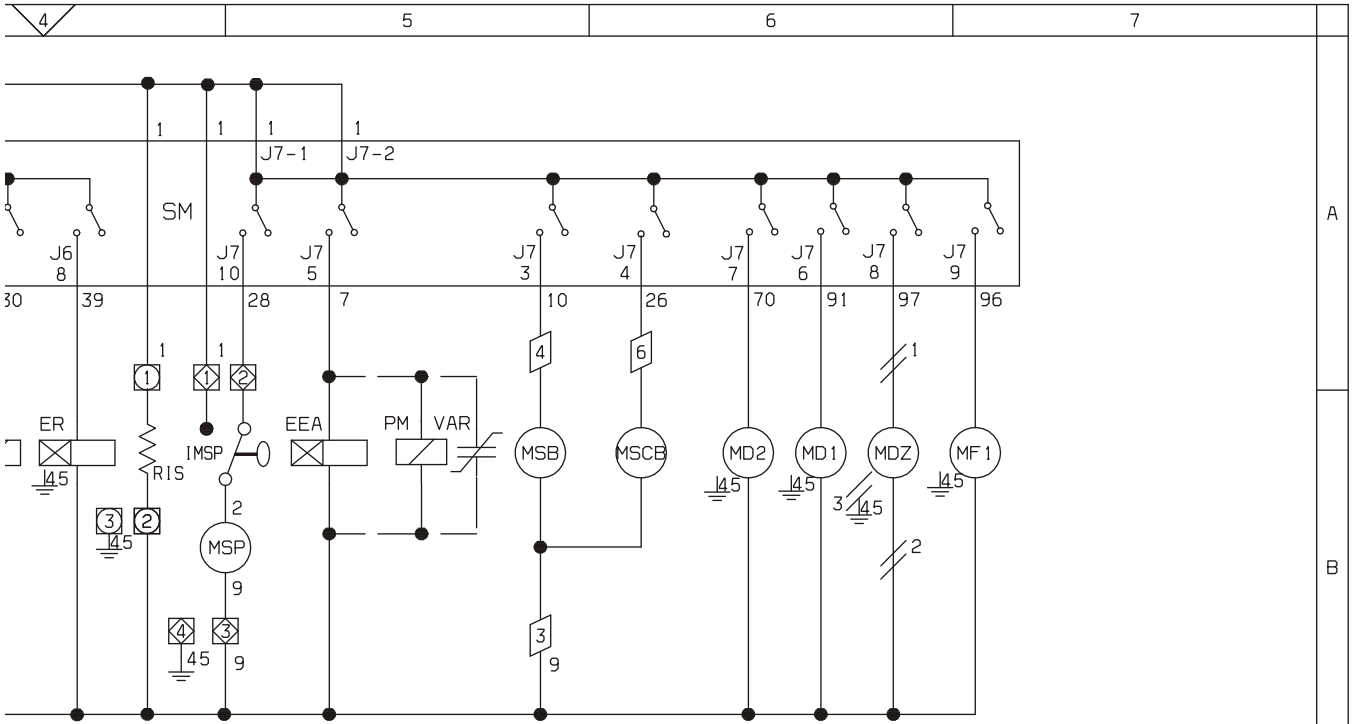 4 5 6 7
1 1 1 1
J7-1 J7-2
SM A
J6 J7 J7 J7 J7 J7 J7 J7 J7
8 10 5 3 4 7 6 8 9
30 39 28 7 10 26 70 91 97 96
1 1 4 6 1
1 1 2
ER EEA PM VAR
IMSP MSB MSCB MD2 MD1 MDZ MF1
RIS
45 45 45 45 45
3 45
2
3 2 MSP 2
45
B
9
4 3 3
45 9 9